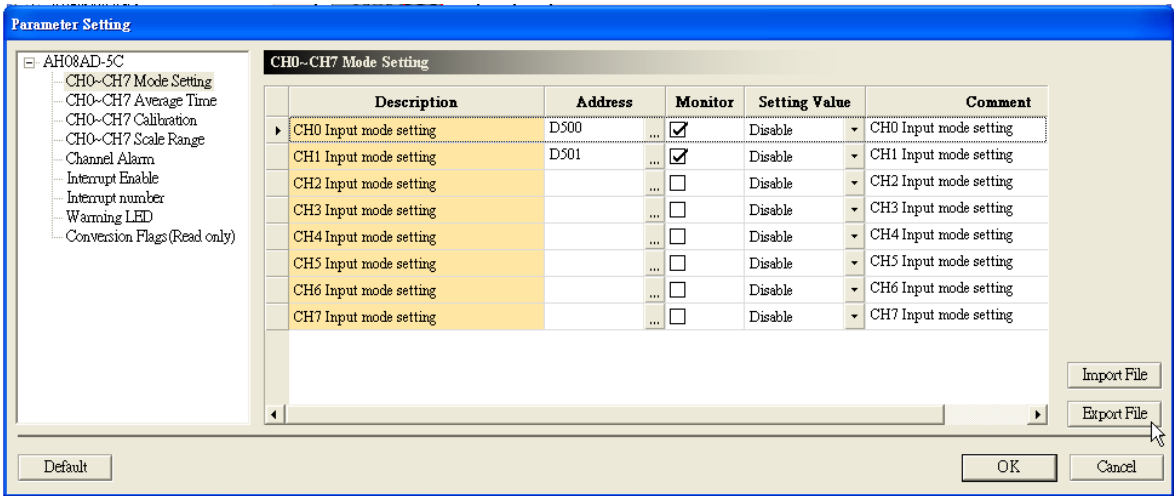 Parameter Setting
AH08AD-5C
CH0~CH7 Mode Setting
CH0~CH7 Average Time
CH0~CH7 Calibration
CH0~CH7 Scale Range
Channel Alarm
Interrupt Enable
Interrupt number
Warming LED
Conversion Flags(Read only)
CH0~CH7 Mode Setting
Description Address Monitor Setting Value Comment
CH0 Input mode setting D500 ... Disable CH0 Input mode setting
CH1 Input mode setting D501 ... Disable CH1 Input mode setting
CH2 Input mode setting ... Disable CH2 Input mode setting
CH3 Input mode setting ... Disable CH3 Input mode setting
CH4 Input mode setting ... Disable CH4 Input mode setting
CH5 Input mode setting ... Disable CH5 Input mode setting
CH6 Input mode setting ... Disable CH6 Input mode setting
CH7 Input mode setting ... Disable CH7 Input mode setting
Import File
Export File
Default OK Cancel